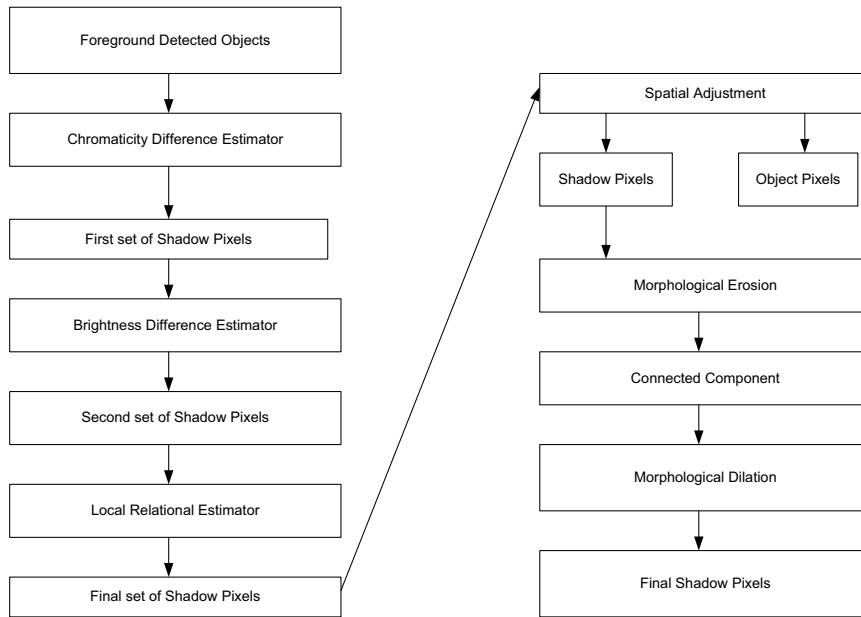 Foreground Detected Objects
Chromaticity Difference Estimator
First set of Shadow Pixels
Brightness Difference Estimator
Second set of Shadow Pixels
Local Relational Estimator
Final set of Shadow Pixels
Spatial Adjustment
Shadow Pixels
Object Pixels
Morphological Erosion
Connected Component
Morphological Dilation
Final Shadow Pixels